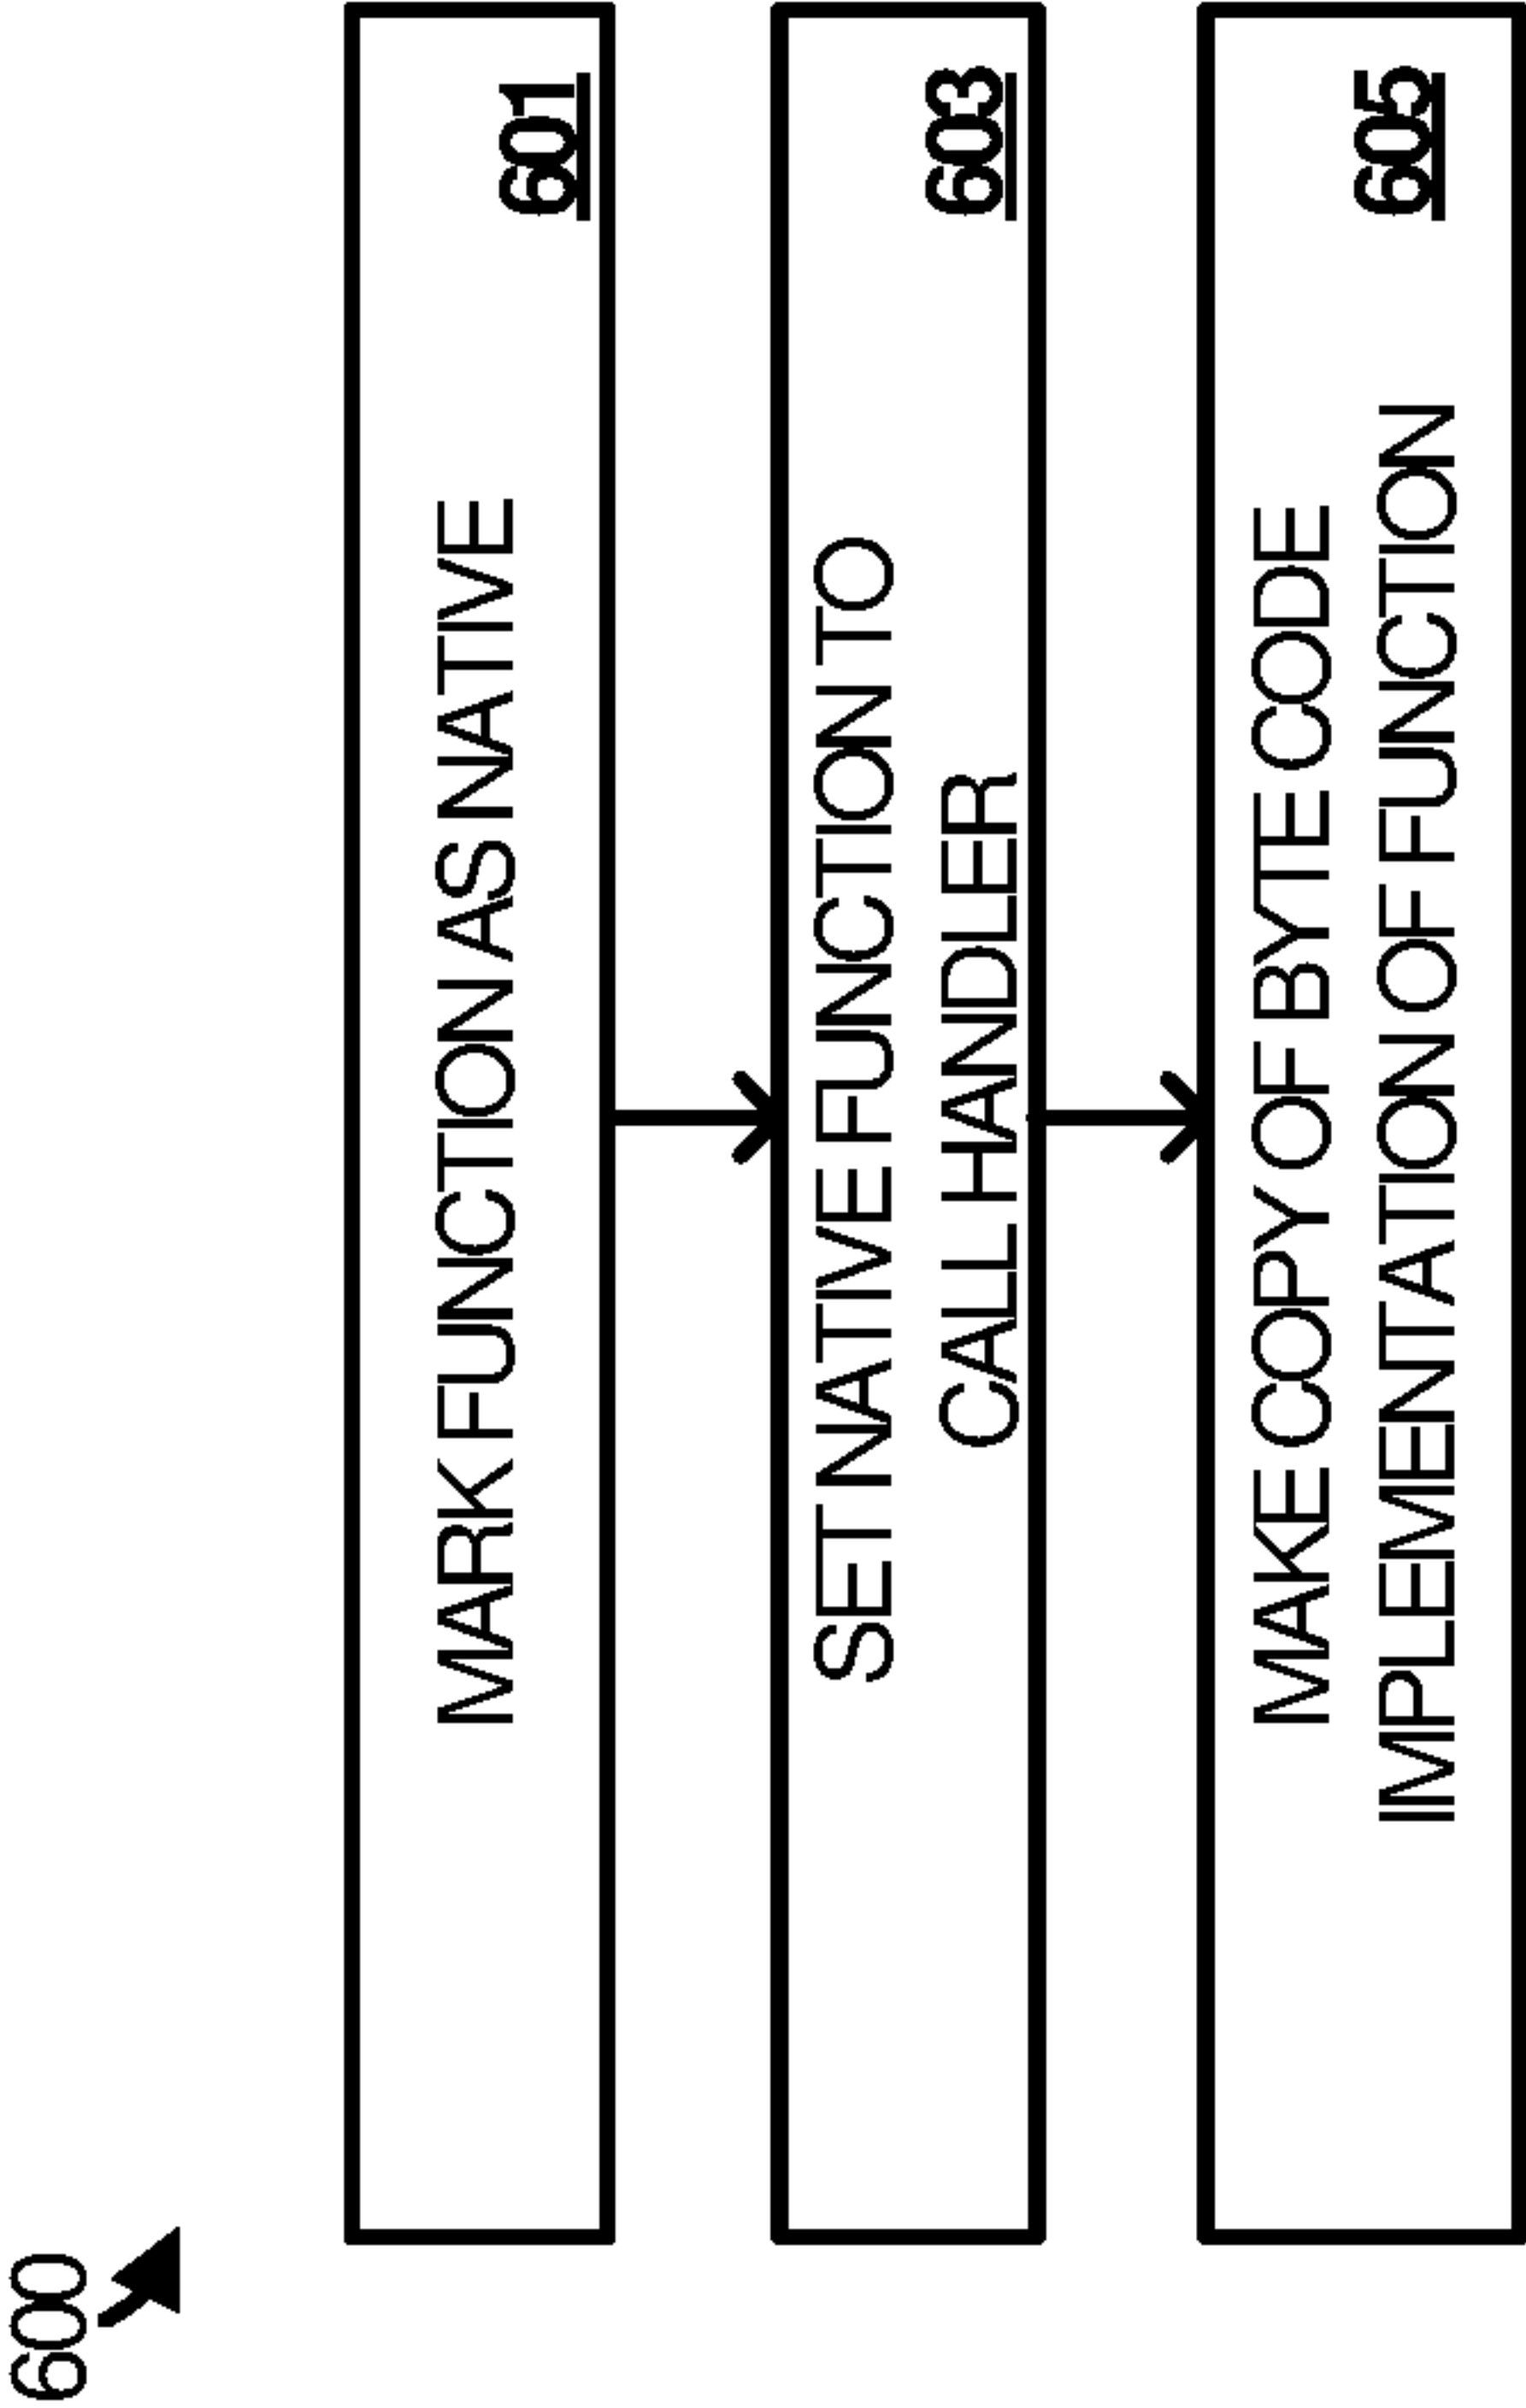 600
MARK FUNCTION AS NATIVE
601
SET NATIVE FUNCTION TO
CALL HANDLER
603
MAKE COPY OF BYTE CODE
IMPLEMENTATION OF FUNCTION
605